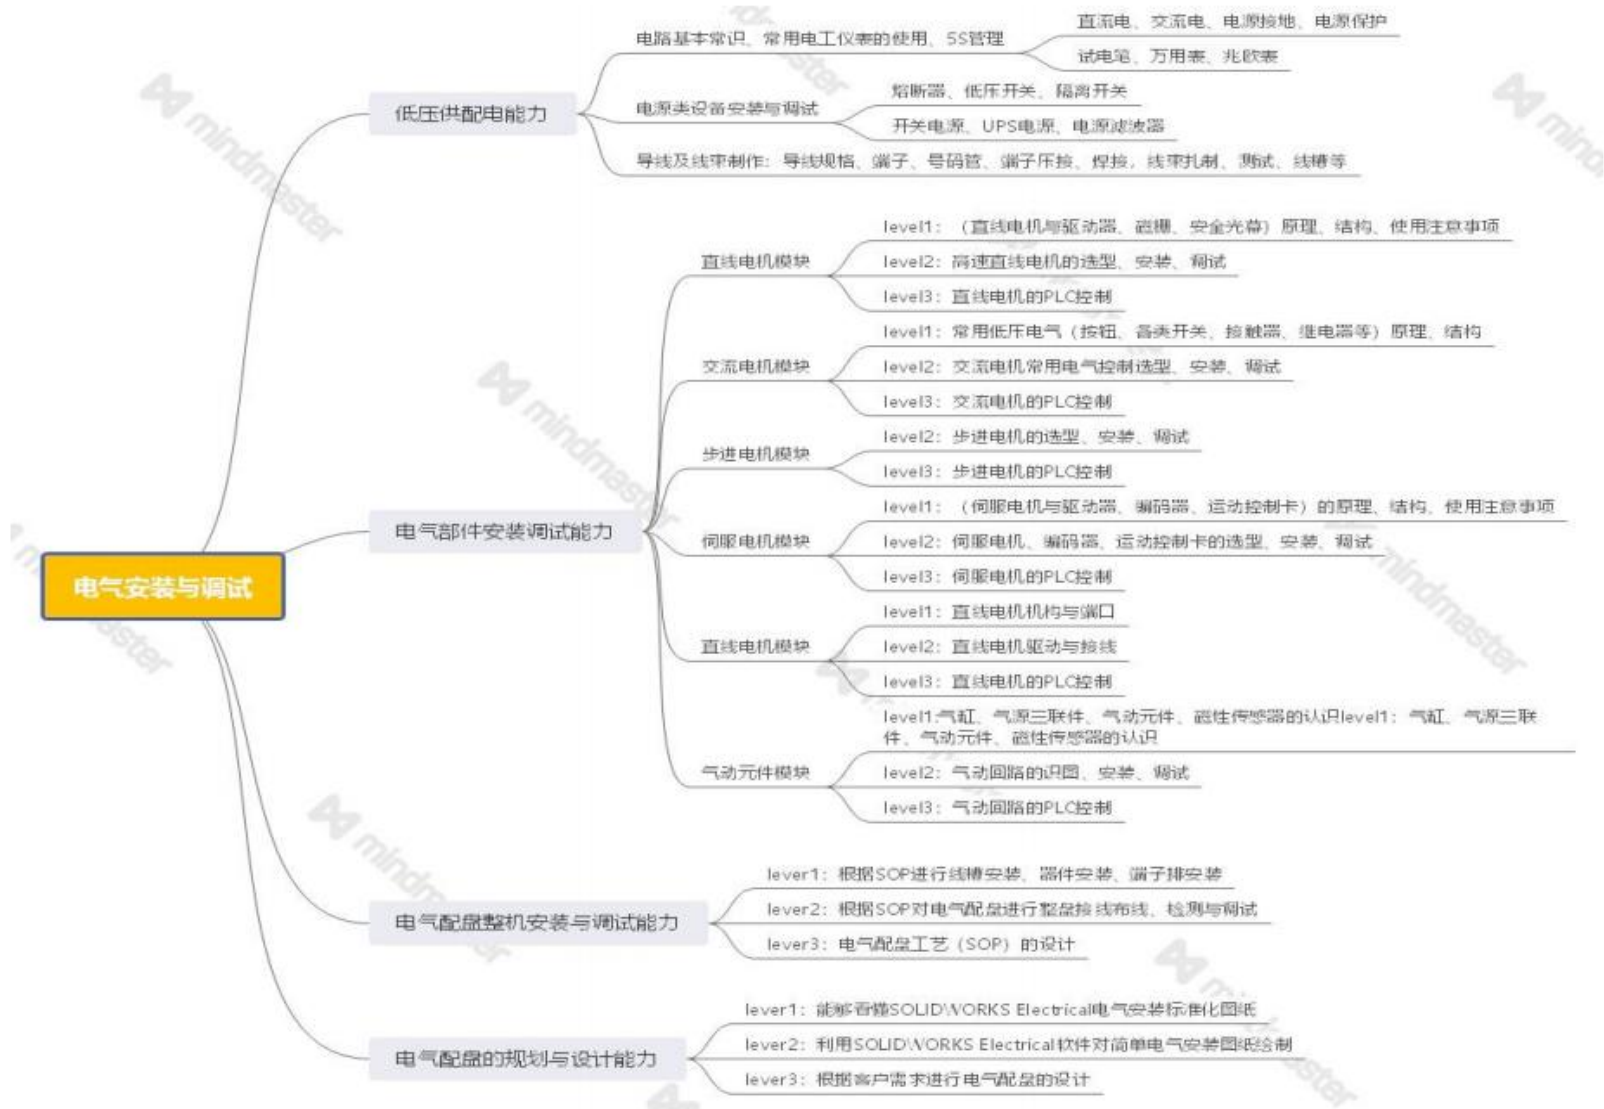 电气安装与调试
低压供配电能力
电路基本常识、常用电工仪表的使用、5S管理
直流电、交流电、电源接地、电源保护
试电笔、万用表、兆欧表
电源类设备安装与调试
熔断器、低压开关、隔离开关
开关电源、UPS电源、电源滤波器
导线及线束制作：导线规格、端子、号码管、端子压接、焊接，线束扎制、测试、线槽等
电气部件安装调试能力
直线电机模块
level1：（直线电机与驱动器、磁栅、安全光幕）原理、结构、使用注意事项
level2：高速直线电机的选型、安装、调试
level3：直线电机的PLC控制
交流电机模块
level1：常用低压电气（按钮、各类开关、接触器、继电器等）原理、结构
level2：交流电机常用电气控制选型、安装、调试
level3：交流电机的PLC控制
步进电机模块
level2：步进电机的选型、安装、调试
level3：步进电机的PLC控制
伺服电机模块
level1：（伺服电机与驱动器、编码器、运动控制卡）的原理、结构、使用注意事项
level2：伺服电机、编码器、运动控制卡的选型、安装、调试
level3：伺服电机的PLC控制
直线电机模块
level1：直线电机机构与端口
level2：直线电机驱动与接线
level3：直线电机的PLC控制
气动元件模块
level1:气缸、气源三联件、气动元件、磁性传感器的认识level1：气缸、气源三联
件、气动元件、磁性传感器的认识
level2：气动回路的识图、安装、调试
level3：气动回路的PLC控制
电气配盘整机安装与调试能力
lever1：根据SOP进行线槽安装、器件安装、端子排安装
lever2：根据SOP对电气配盘进行整盘接线布线、检测与调试
lever3：电气配盘工艺（SOP）的设计
电气配盘的规划与设计能力
lever1：能够看懂SOLIDWORKS Electrical电气安装标准化图纸
lever2：利用SOLIDWORKS Electrical软件对简单电气安装图纸绘制
lever3：根据客户需求进行电气配盘的设计
mindmaster
mindmaster
mindmaster
mindmaster